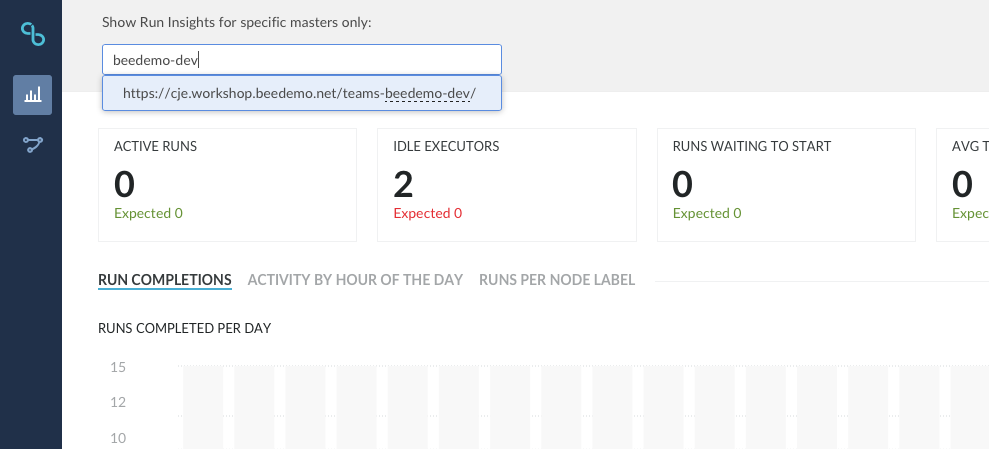 Show Run Insights for specific masters only:
beedemo-dev
https://cje.workshop.beedemo.net/teams-beedemo-dev/
ACTIVE RUNS
0
Expected 0
IDLE EXECUTORS
2
Expected 0
RUNS WAITING TO START
0
Expected 0
AVG T
0
Expec
RUN COMPLETIONS ACTIVITY BY HOUR OF THE DAY RUNS PER NODE LABEL
RUNS COMPLETED PER DAY
15
12
10